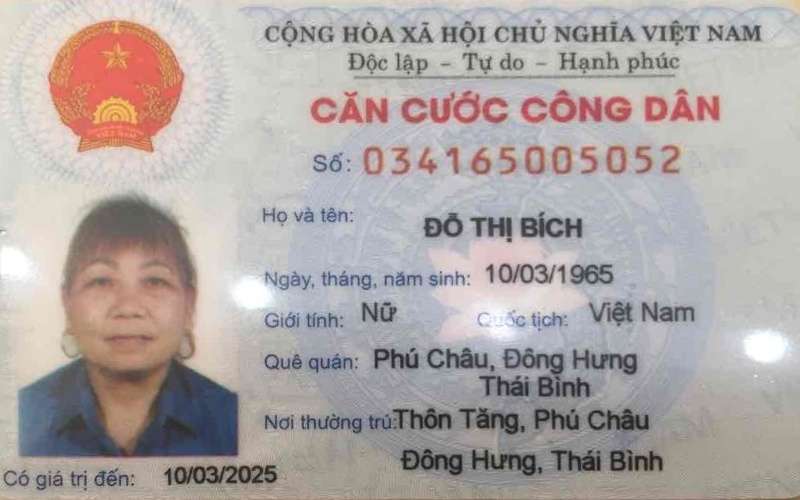 CỘNG HÒA XÃ HỘI CHỦ NGHĨA VIỆT NAM
Độc lập - Tự do - Hạnh phúc
CĂN CƯỚC CÔNG DÂN
Số: 034165005052
Họ và tên: ĐỖ THỊ BÍCH
Ngày, tháng, năm sinh: 10/03/1965
Giới tính: Nữ Quốc tịch: Việt Nam
Quê quán: Phú Châu, Đông Hưng
Thái Bình
Nơi thường trú: Thôn Tăng, Phú Châu
Đông Hưng, Thái Bình
Có giá trị đến: 10/03/2025